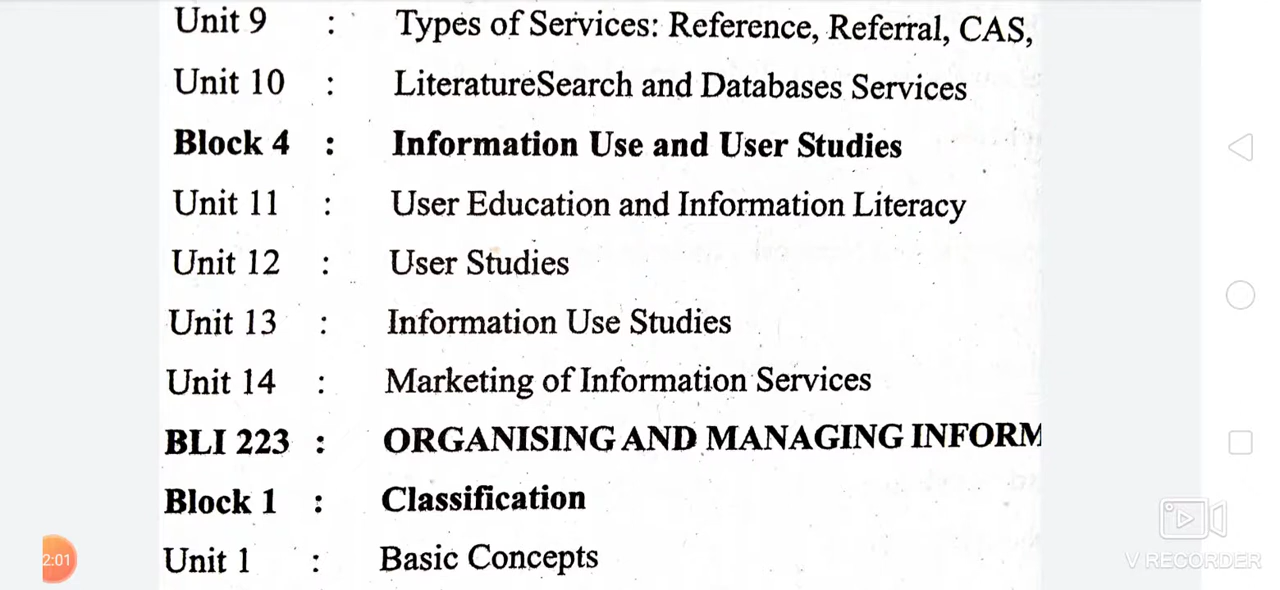 Unit 9 : Types of Services: Reference, Referral, CAS,
Unit 10 : LiteratureSearch and Databases Services
Block 4 : Information Use and User Studies
Unit 11 : User Education and Information Literacy
Unit 12 : User Studies
Unit 13 : Information Use Studies
Unit 14 : Marketing of Information Services
BLI 223 : ORGANISING AND MANAGING INFORM
Block 1 : Classification
Unit 1 : Basic Concepts
2:01
V RECORDER